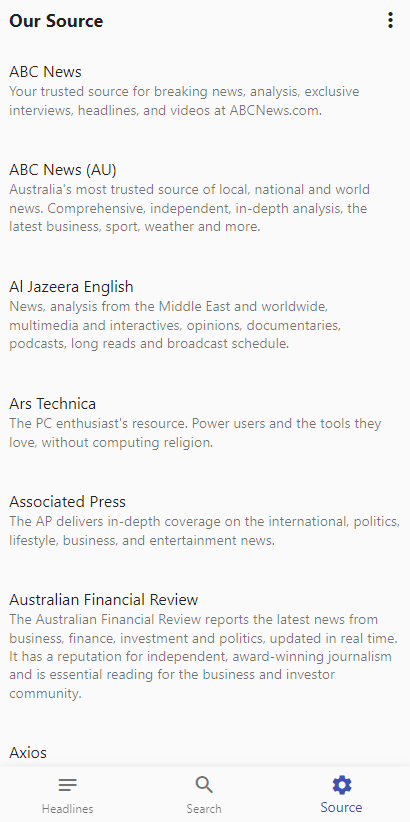 Our Source
ABC News
Your trusted source for breaking news, analysis, exclusive
interviews, headlines, and videos at ABCNews.com.
ABC News (AU)
Australia's most trusted source of local, national and world
news. Comprehensive, independent, in-depth analysis, the
latest business, sport, weather and more.
Al Jazeera English
News, analysis from the Middle East and worldwide,
multimedia and interactives, opinions, documentaries,
podcasts, long reads and broadcast schedule.
Ars Technica
The PC enthusiast's resource. Power users and the tools they
love, without computing religion.
Associated Press
The AP delivers in-depth coverage on the international, politics,
lifestyle, business, and entertainment news.
Australian Financial Review
The Australian Financial Review reports the latest news from
business, finance, investment and politics, updated in real time.
It has a reputation for independent, award-winning journalism
and is essential reading for the business and investor
community.
Axios
Headlines
Search
Source